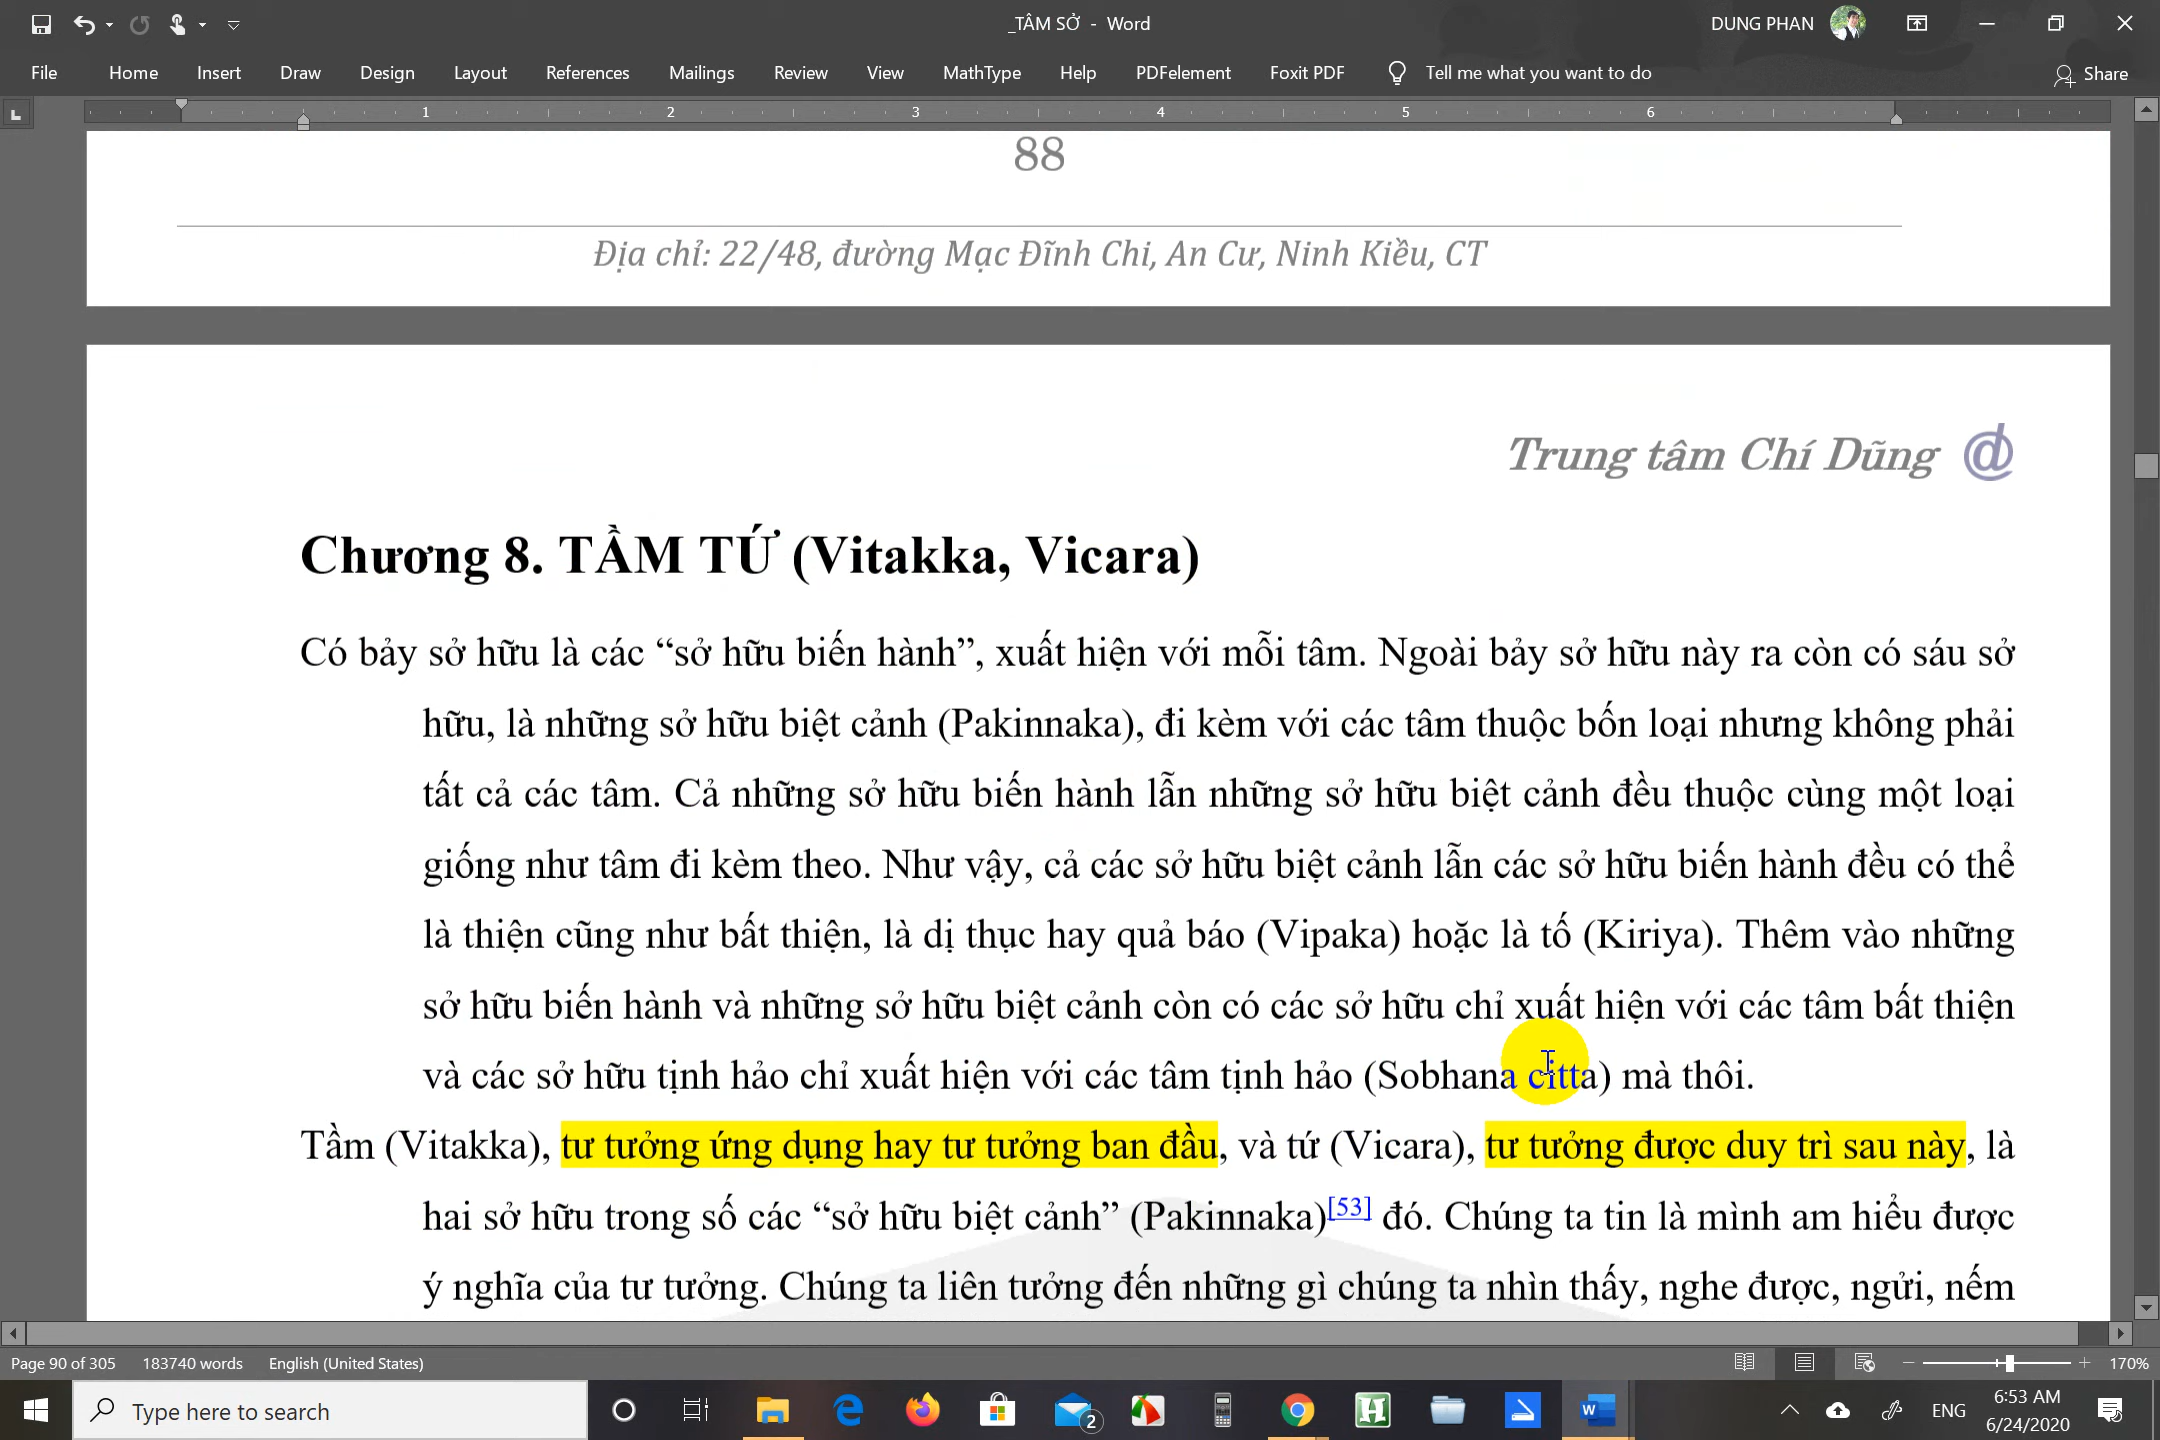 _TÂM SỞ - Word
DUNG PHAN
File Home Insert Draw Design Layout References Mailings Review View MathType Help PDFelement Foxit PDF Tell me what you want to do Share
1 2 3 4 5 6
88
Địa chỉ: 22/48, đường Mạc Đĩnh Chi, An Cư, Ninh Kiều, CT
Trung tâm Chí Dũng @
Chương 8. TẦM TỨ (Vitakka, Vicara)
Có bảy sở hữu là các “sở hữu biến hành”, xuất hiện với mỗi tâm. Ngoài bảy sở hữu này ra còn có sáu sở
hữu, là những sở hữu biệt cảnh (Pakinnaka), đi kèm với các tâm thuộc bốn loại nhưng không phải
tất cả các tâm. Cả những sở hữu biến hành lẫn những sở hữu biệt cảnh đều thuộc cùng một loại
giống như tâm đi kèm theo. Như vậy, cả các sở hữu biệt cảnh lẫn các sở hữu biến hành đều có thể
là thiện cũng như bất thiện, là dị thục hay quả báo (Vipaka) hoặc là tố (Kiriya). Thêm vào những
sở hữu biến hành và những sở hữu biệt cảnh còn có các sở hữu chỉ xuất hiện với các tâm bất thiện
và các sở hữu tịnh hảo chỉ xuất hiện với các tâm tịnh hảo (Sobhana citta) mà thôi.
Tầm (Vitakka), tư tưởng ứng dụng hay tư tưởng ban đầu, và tứ (Vicara), tư tưởng được duy trì sau này, là
hai sở hữu trong số các “sở hữu biệt cảnh” (Pakinnaka)[53] đó. Chúng ta tin là mình am hiểu được
ý nghĩa của tư tưởng. Chúng ta liên tưởng đến những gì chúng ta nhìn thấy, nghe được, ngửi, nếm
Page 90 of 305 183740 words English (United States) 170%
Type here to search
2
ENG
6:53 AM
6/24/2020